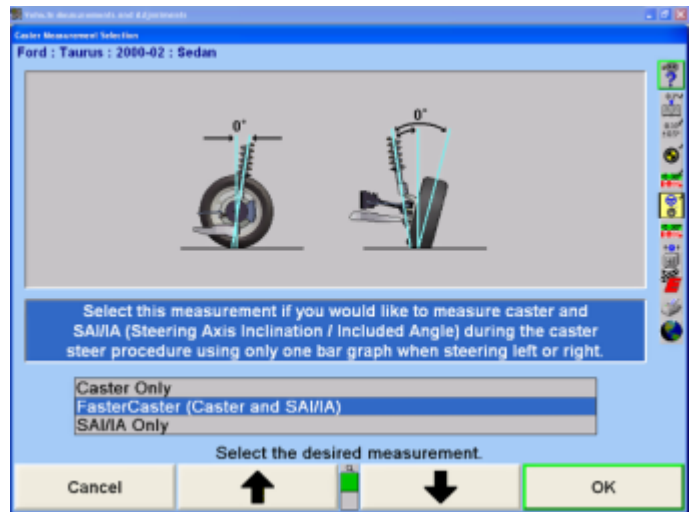 Vehicle Measurements and Adjustments
Caster Measurement Selection
Ford : Taurus : 2000-02 : Sedan
0°
0°
Select this measurement if you would like to measure caster and
SAI/IA (Steering Axis Inclination / Included Angle) during the caster
steer procedure using only one bar graph when steering left or right.
Caster Only
FasterCaster (Caster and SAI/IA)
SAI/IA Only
Select the desired measurement.
Cancel
OK